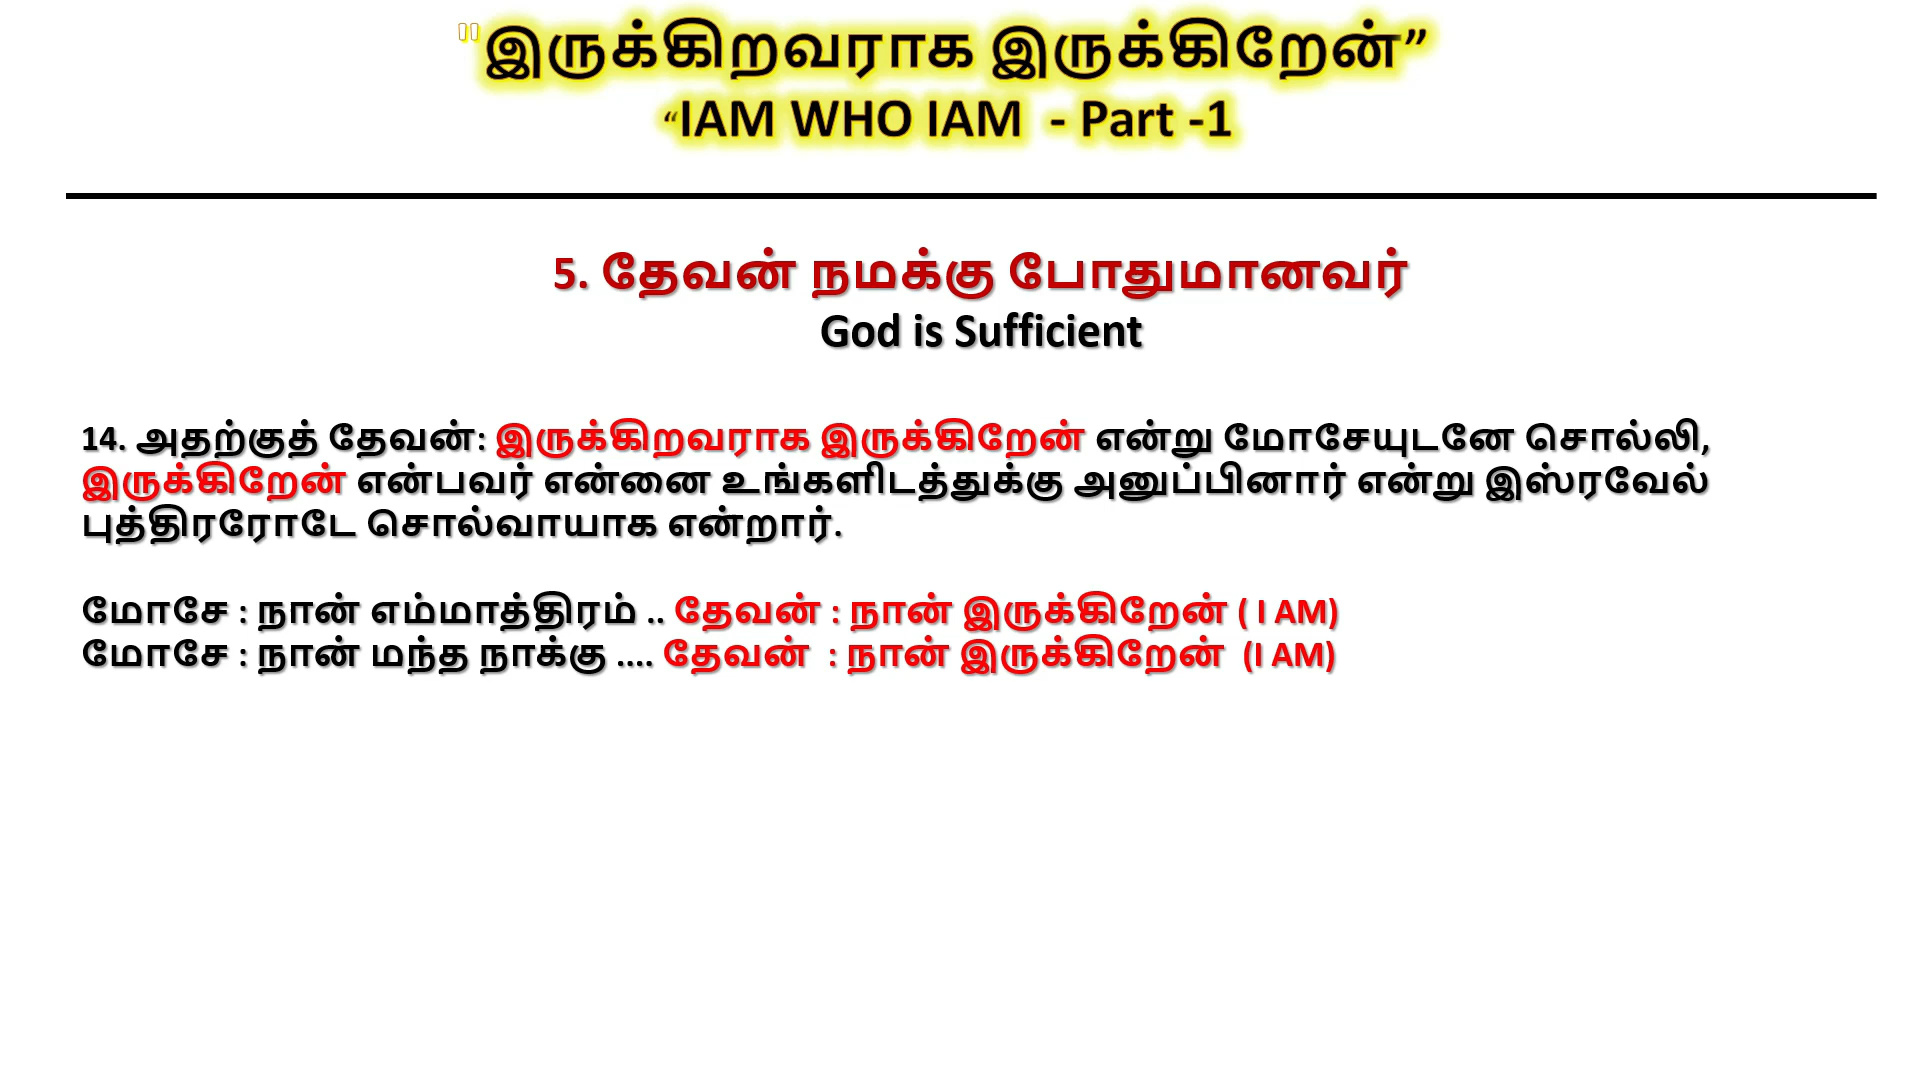 "இருக்கிறவராக இருக்கிறேன்”
“IAM WHO IAM - Part -1
5. தேவன் நமக்கு போதுமானவர்
God is Sufficient
14. அதற்குத் தேவன்: இருக்கிறவராக இருக்கிறேன் என்று மோசேயுடனே சொல்லி,
இருக்கிறேன் என்பவர் என்னை உங்களிடத்துக்கு அனுப்பினார் என்று இஸ்ரவேல்
புத்திரரோடே சொல்வாயாக என்றார்.
மோசே : நான் எம்மாத்திரம் .. தேவன் : நான் இருக்கிறேன் ( I AM)
மோசே : நான் மந்த நாக்கு .... தேவன் : நான் இருக்கிறேன் (I AM)